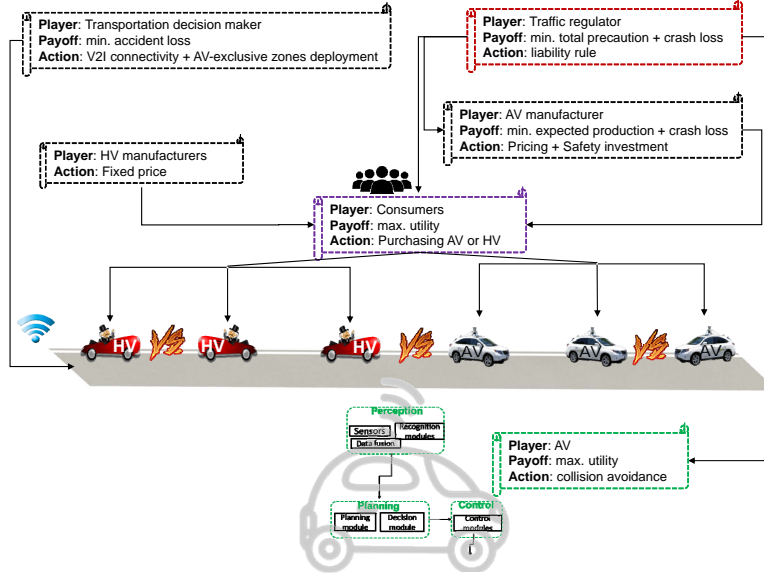 Player: Transportation decision maker
Payoff: min. accident loss
Action: V2I connectivity + AV-exclusive zones deployment
Player: Traffic regulator
Payoff: min. total precaution + crash loss
Action: liability rule
Player: AV manufacturer
Payoff: min. expected production + crash loss
Action: Pricing + Safety investment
Player: HV manufacturers
Action: Fixed price
Player: Consumers
Payoff: max. utility
Action: Purchasing AV or HV
HV VS HV HV VS AV AV VS AV
Perception
Sensors
Recognition
modules
Data fusion
Planning
Planning
module
Decision
module
Control
Control
modules
Player: AV
Payoff: max. utility
Action: collision avoidance